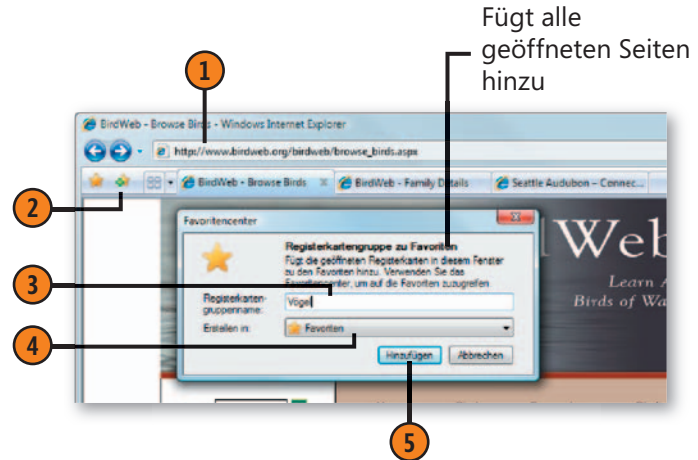 Fügt alle
geöffneten Seiten
hinzu
1
BirdWeb - Browse Birds - Windows Internet Explorer
http://www.birdweb.org/birdweb/browse_birds.aspx
2
BirdWeb - Browse Birds
BirdWeb - Family Details
Seattle Audubon - Connec...
Favoritencenter
Web
Registerkartengruppe zu Favoriten
Fügt die geöffneten Registerkarten in diesem Fenster
zu den Favoriten hinzu. Verwenden Sie das
Favoritencenter, um auf die Favoriten zuzugreifen
Learn
Birds of Wa
3
Registerkarten-
gruppenname:
Vögel
4
Erstellen in:
Favoriten
Hinzufügen
Abbrechen
5